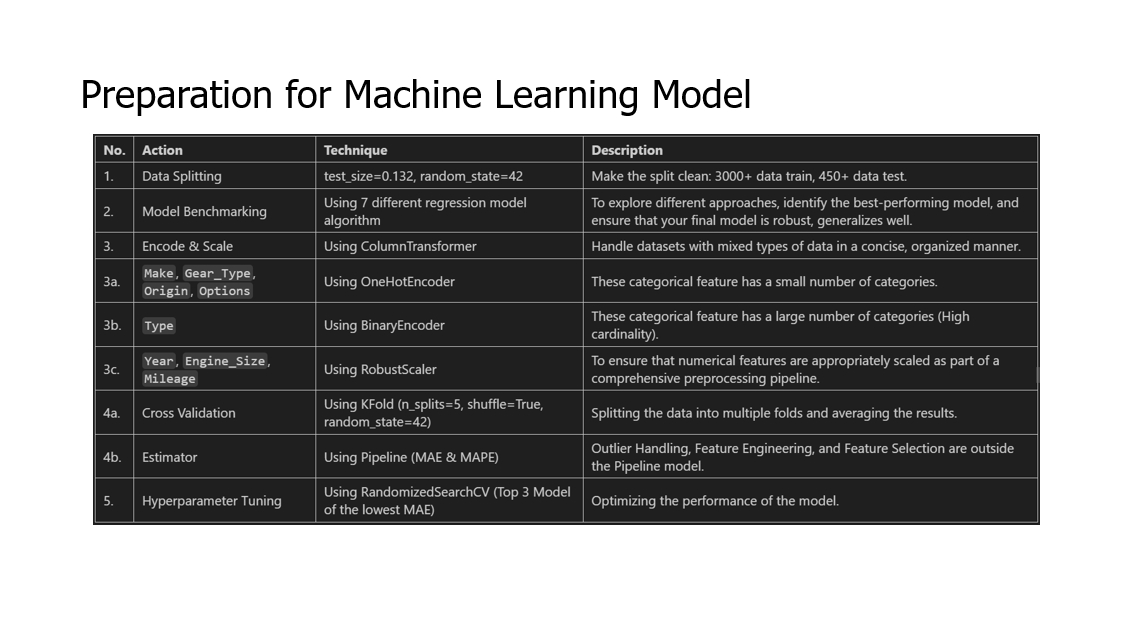 Preparation for Machine Learning Model
No. Action Technique Description
1. Data Splitting test_size=0.132, random_state=42 Make the split clean: 3000+ data train, 450+ data test.
2. Model Benchmarking Using 7 different regression model
algorithm
To explore different approaches, identify the best-performing model, and
ensure that your final model is robust, generalizes well.
3. Encode & Scale Using ColumnTransformer Handle datasets with mixed types of data in a concise, organized manner.
3a. Make, Gear_Type,
Origin, Options
Using OneHotEncoder These categorical feature has a small number of categories.
3b. Type Using BinaryEncoder These categorical feature has a large number of categories (High
cardinality).
3c. Year, Engine_Size,
Mileage
Using RobustScaler To ensure that numerical features are appropriately scaled as part of a
comprehensive preprocessing pipeline.
4a. Cross Validation Using KFold (n_splits=5, shuffle=True,
random_state=42)
Splitting the data into multiple folds and averaging the results.
4b. Estimator Using Pipeline (MAE & MAPE) Outlier Handling, Feature Engineering, and Feature Selection are outside
the Pipeline model.
5. Hyperparameter Tuning Using RandomizedSearchCV (Top 3 Model
of the lowest MAE)
Optimizing the performance of the model.